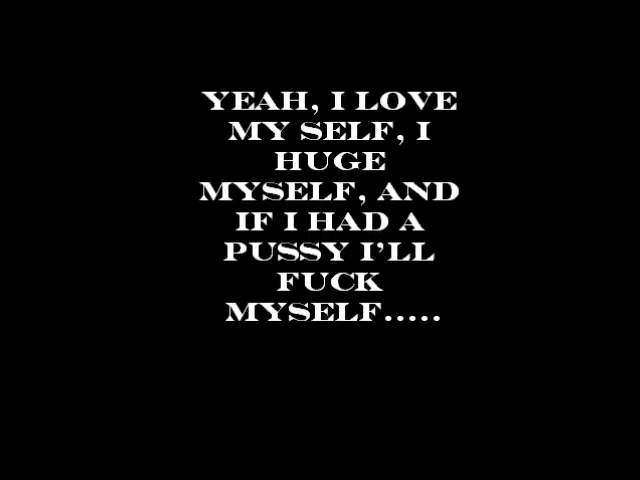 YEAH, I LOVE
MY SELF, I
HUGE
MYSELF, AND
IF I HAD A
PUSSY I'LL
FUCK
MYSELF.....